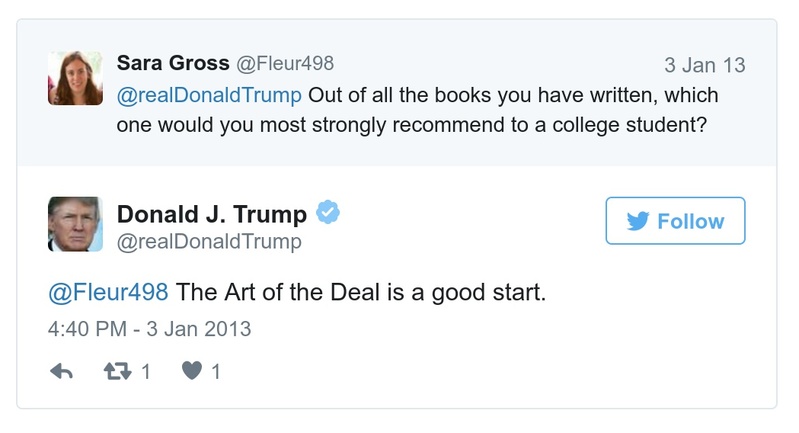 Sara Gross @Fleur498 3 Jan 13
@realDonaldTrump Out of all the books you have written, which
one would you most strongly recommend to a college student?
Donald J. Trump
@realDonaldTrump
Follow
@Fleur498 The Art of the Deal is a good start.
4:40 PM - 3 Jan 2013
1 1